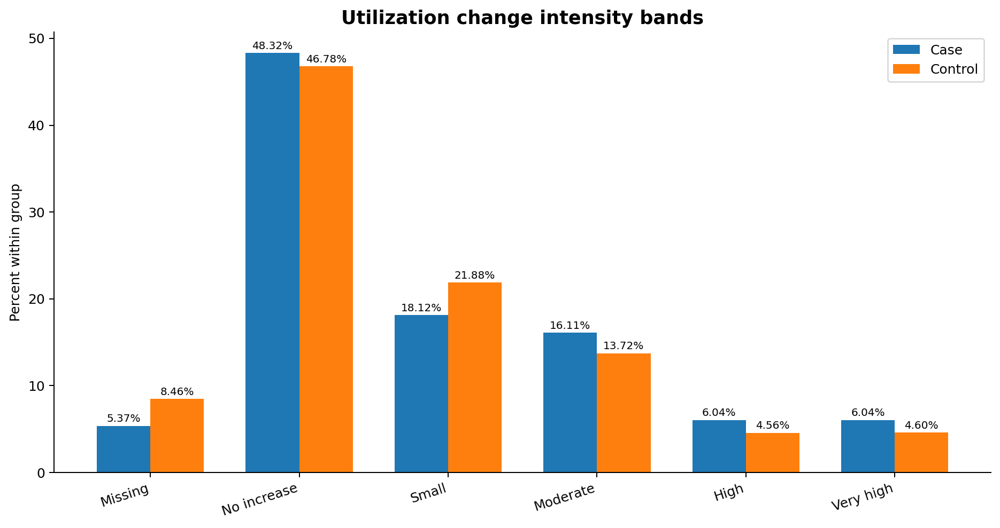 Utilization change intensity bands
Case
Control
Percent within group
50
40
30
20
10
0
5.37%
8.46%
48.32%
46.78%
18.12%
21.88%
16.11%
13.72%
6.04%
4.56%
6.04%
4.60%
Missing
No increase
Small
Moderate
High
Very high